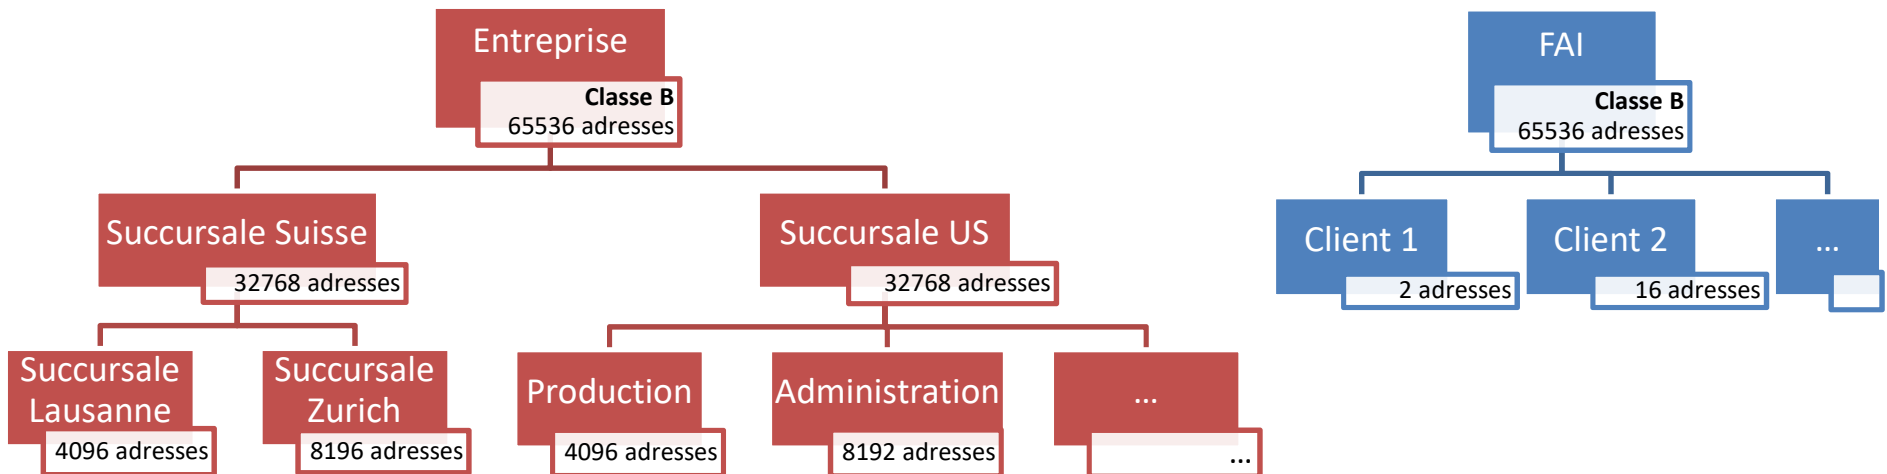 Entreprise
Classe B
65536 adresses
Succursale Suisse
32768 adresses
Succursale US
32768 adresses
Succursale
Lausanne
4096 adresses
Succursale
Zurich
8196 adresses
Production
4096 adresses
Administration
8192 adresses
...
...
FAI
Classe B
65536 adresses
Client 1
2 adresses
Client 2
16 adresses
...